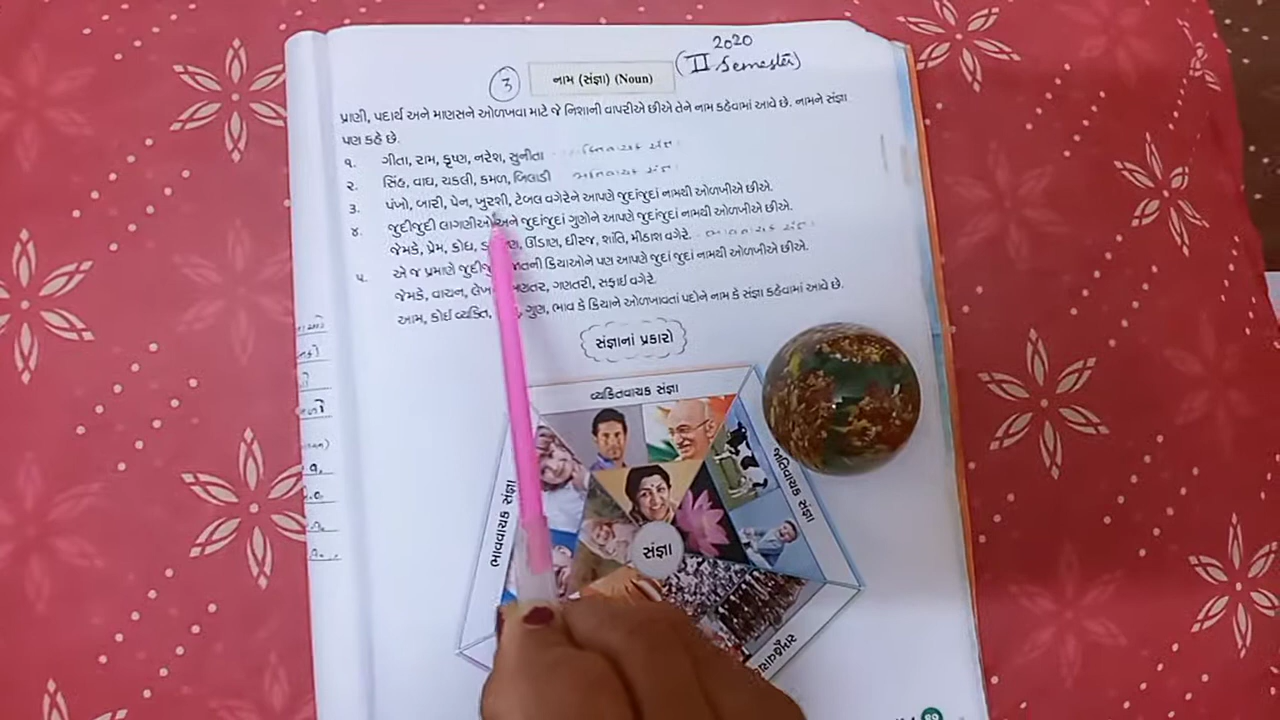 2020
(II Semester)
3
નામ (સંજ્ઞા) (Noun)
પ્રાણી, પદાર્થ અને માણસને ઓળખવા માટે જે નિશાની વાપરીએ છીએ તેને નામ કહેવામાં આવે છે. નામને સંજ્ઞા
પણ કહે છે.
૧. ગીતા, રામ, કૃષ્ણ, નરેશ, સુનીતા
૨. સિંહ, વાઘ, ચકલી, કમળ, બિલાડી
૩. પંખો, બારી, પેન, ખુરશી, ટેબલ વગેરેને આપણે જુદાંજુદાં નામથી ઓળખીએ છીએ.
૪. જુદીજુદી લાગણીઓ અને જુદાંજુદાં ગુણોને આપણે જુદાંજુદાં નામથી ઓળખીએ છીએ.
જેમકે, પ્રેમ, ક્રોધ, ઊંડાણ, ધીરજ, શાંતિ, મીઠાશ વગેરે.
૫. એ જ પ્રમાણે ક્રિયાઓને પણ આપણે જુદાં જુદાં નામથી ઓળખીએ છીએ.
જેમકે, વાચન, ગણતરી, સફાઈ વગેરે
આમ, કોઈ વ્યક્તિ, ગુણ, ભાવ કે ક્રિયાને ઓળખાવતાં પદોને નામ કે સંજ્ઞા કહેવામાં આવે છે.
સંજ્ઞાનાં પ્રકારો
વ્યક્તિવાચક સંજ્ઞા
જાતિવાચક સંજ્ઞા
ભાવવાચક સંજ્ઞા
સંજ્ઞા